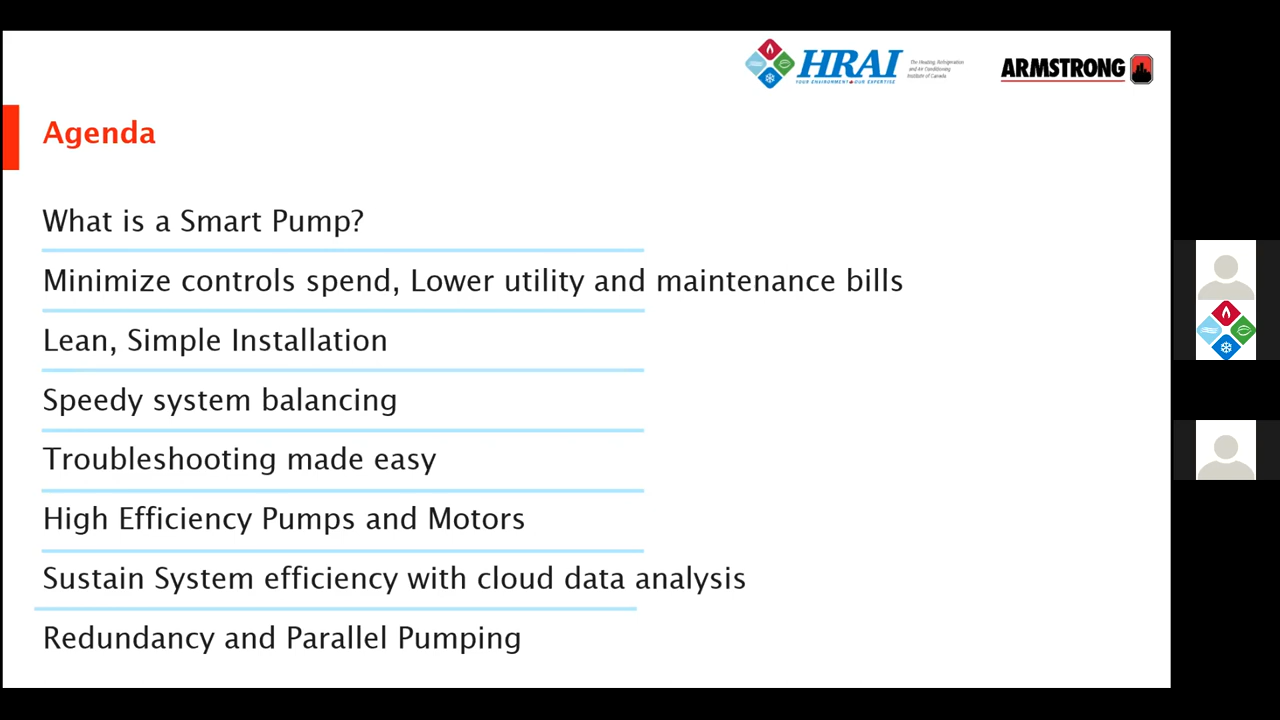 HRAI
YOUR ENVIRONMENT OUR EXPERTISE
The Heating, Refrigeration
and Air Conditioning
Institute of Canada
ARMSTRONG
Agenda
What is a Smart Pump?
Minimize controls spend, Lower utility and maintenance bills
Lean, Simple Installation
Speedy system balancing
Troubleshooting made easy
High Efficiency Pumps and Motors
Sustain System efficiency with cloud data analysis
Redundancy and Parallel Pumping